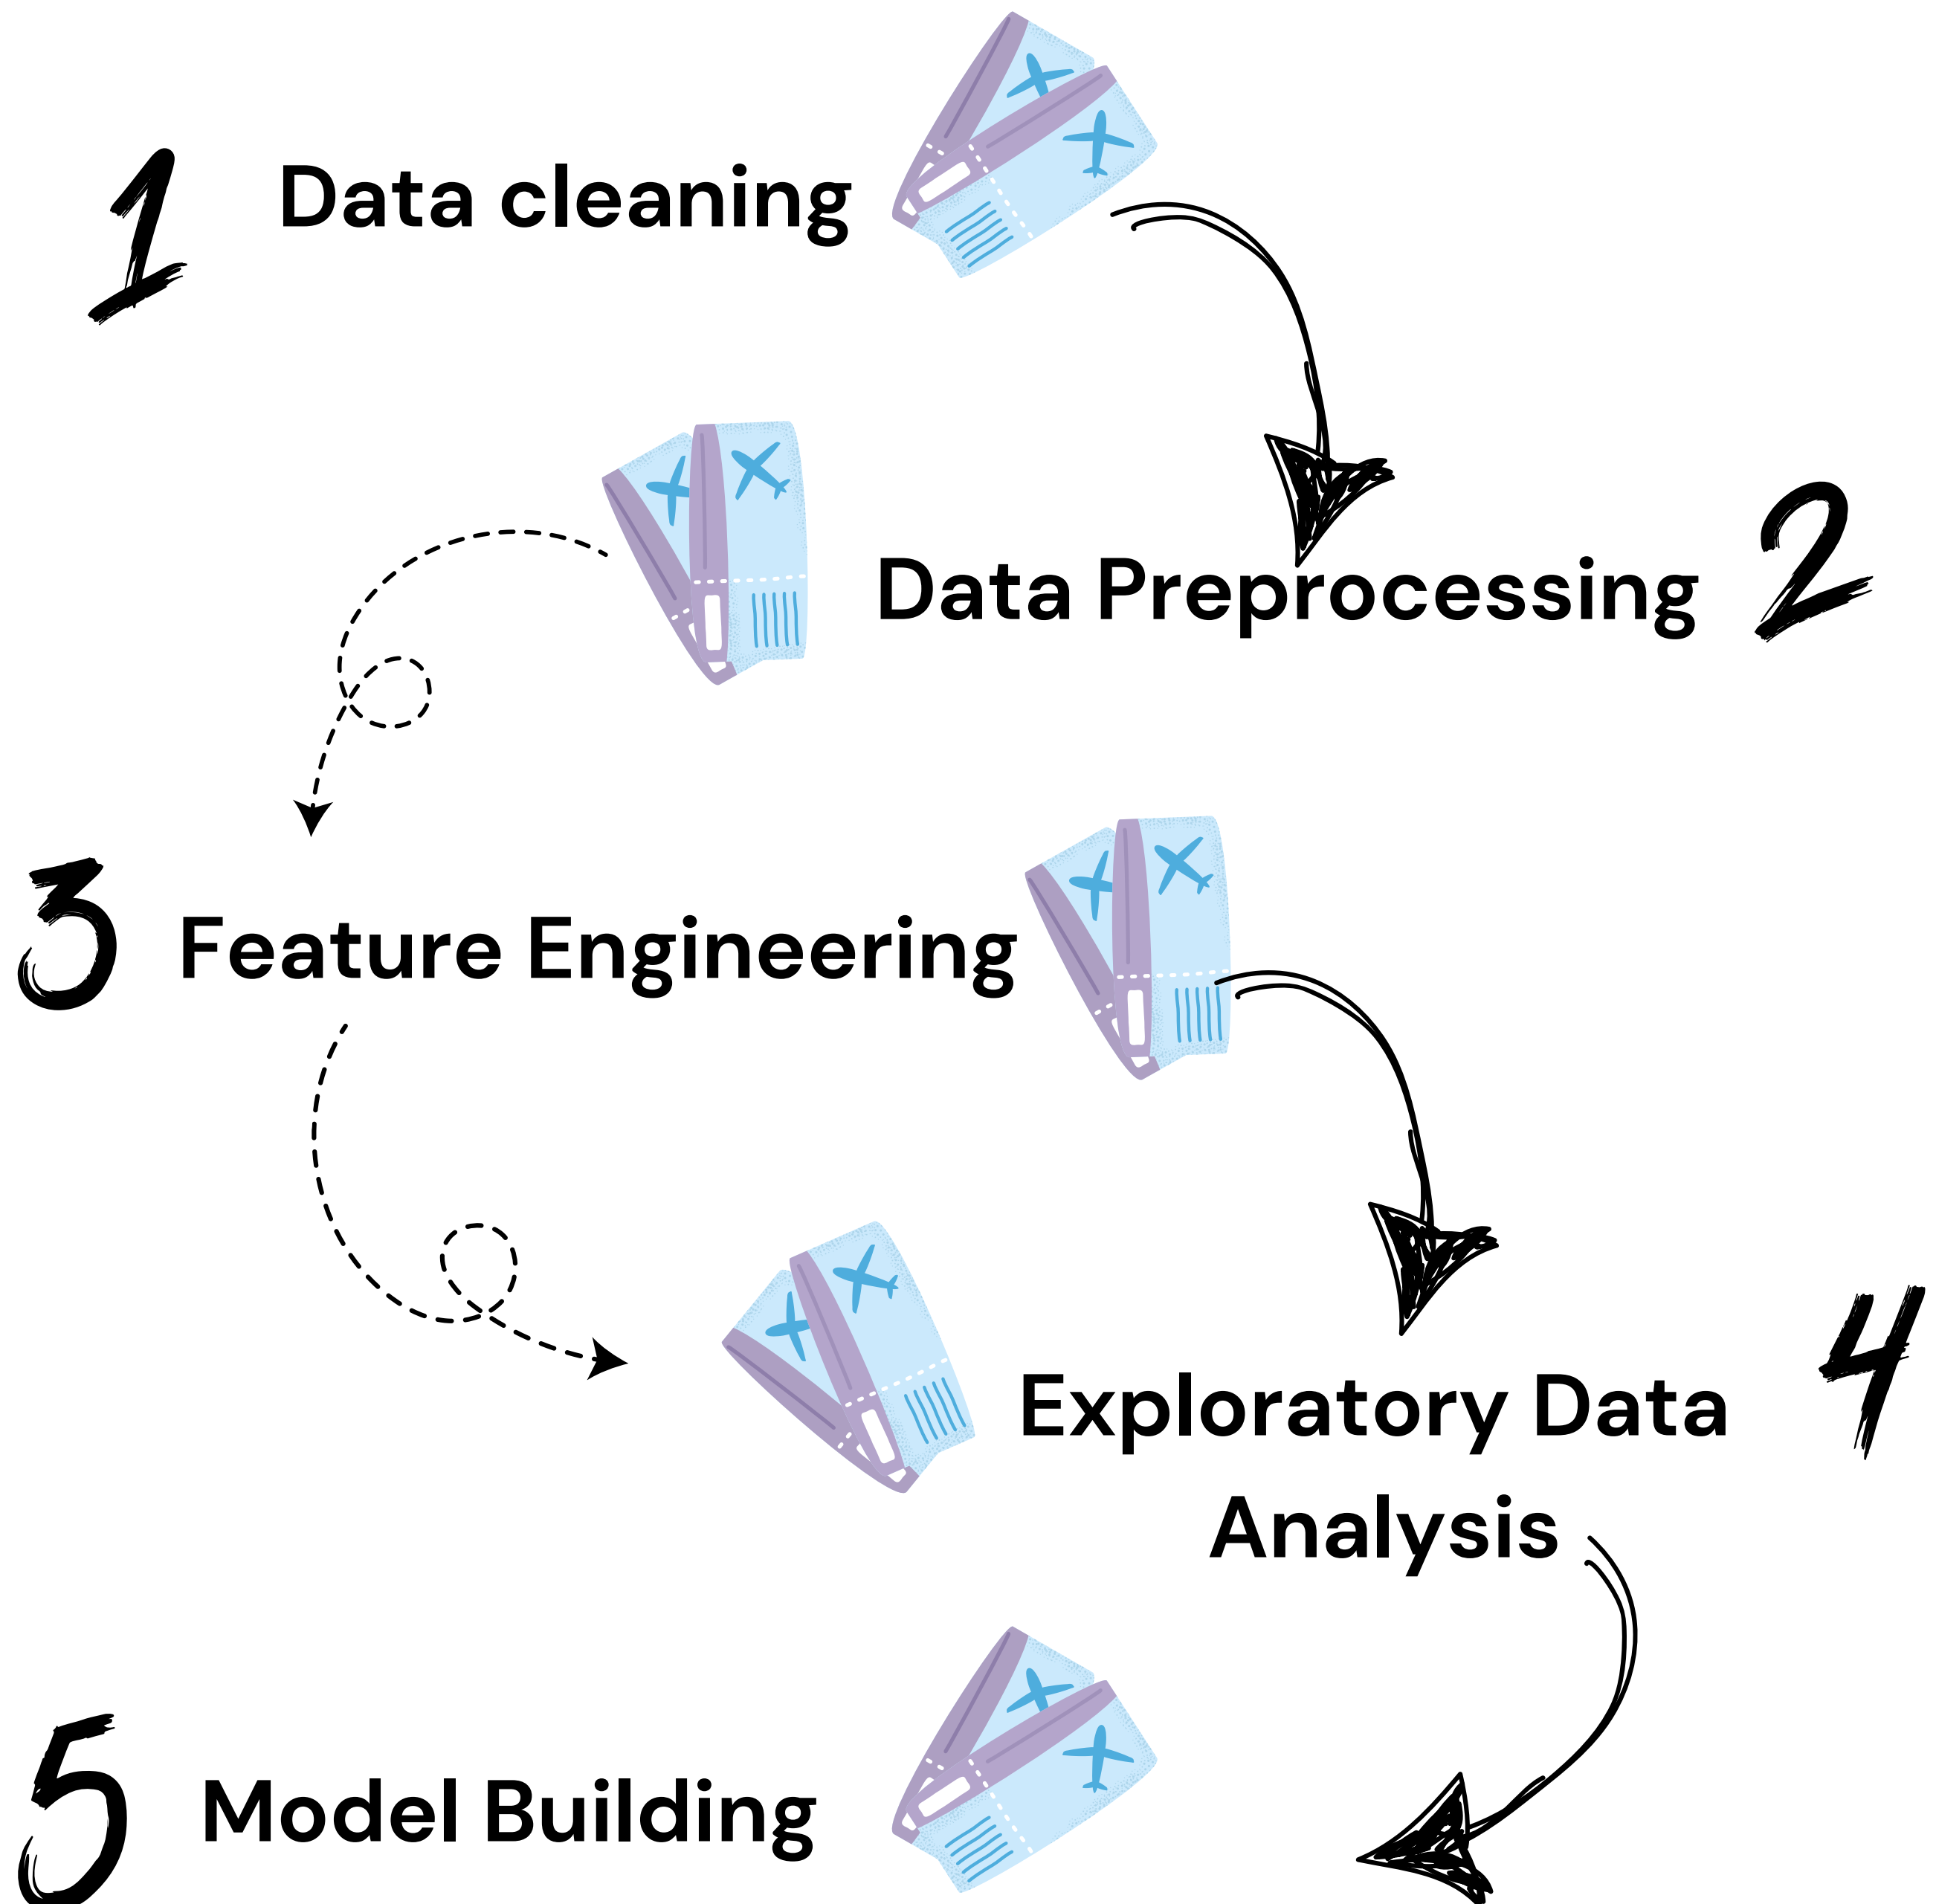 1
Data cleaning
Data Preprocessing
2
3
Feature Engineering
4
Exploratory Data
Analysis
5
Model Building